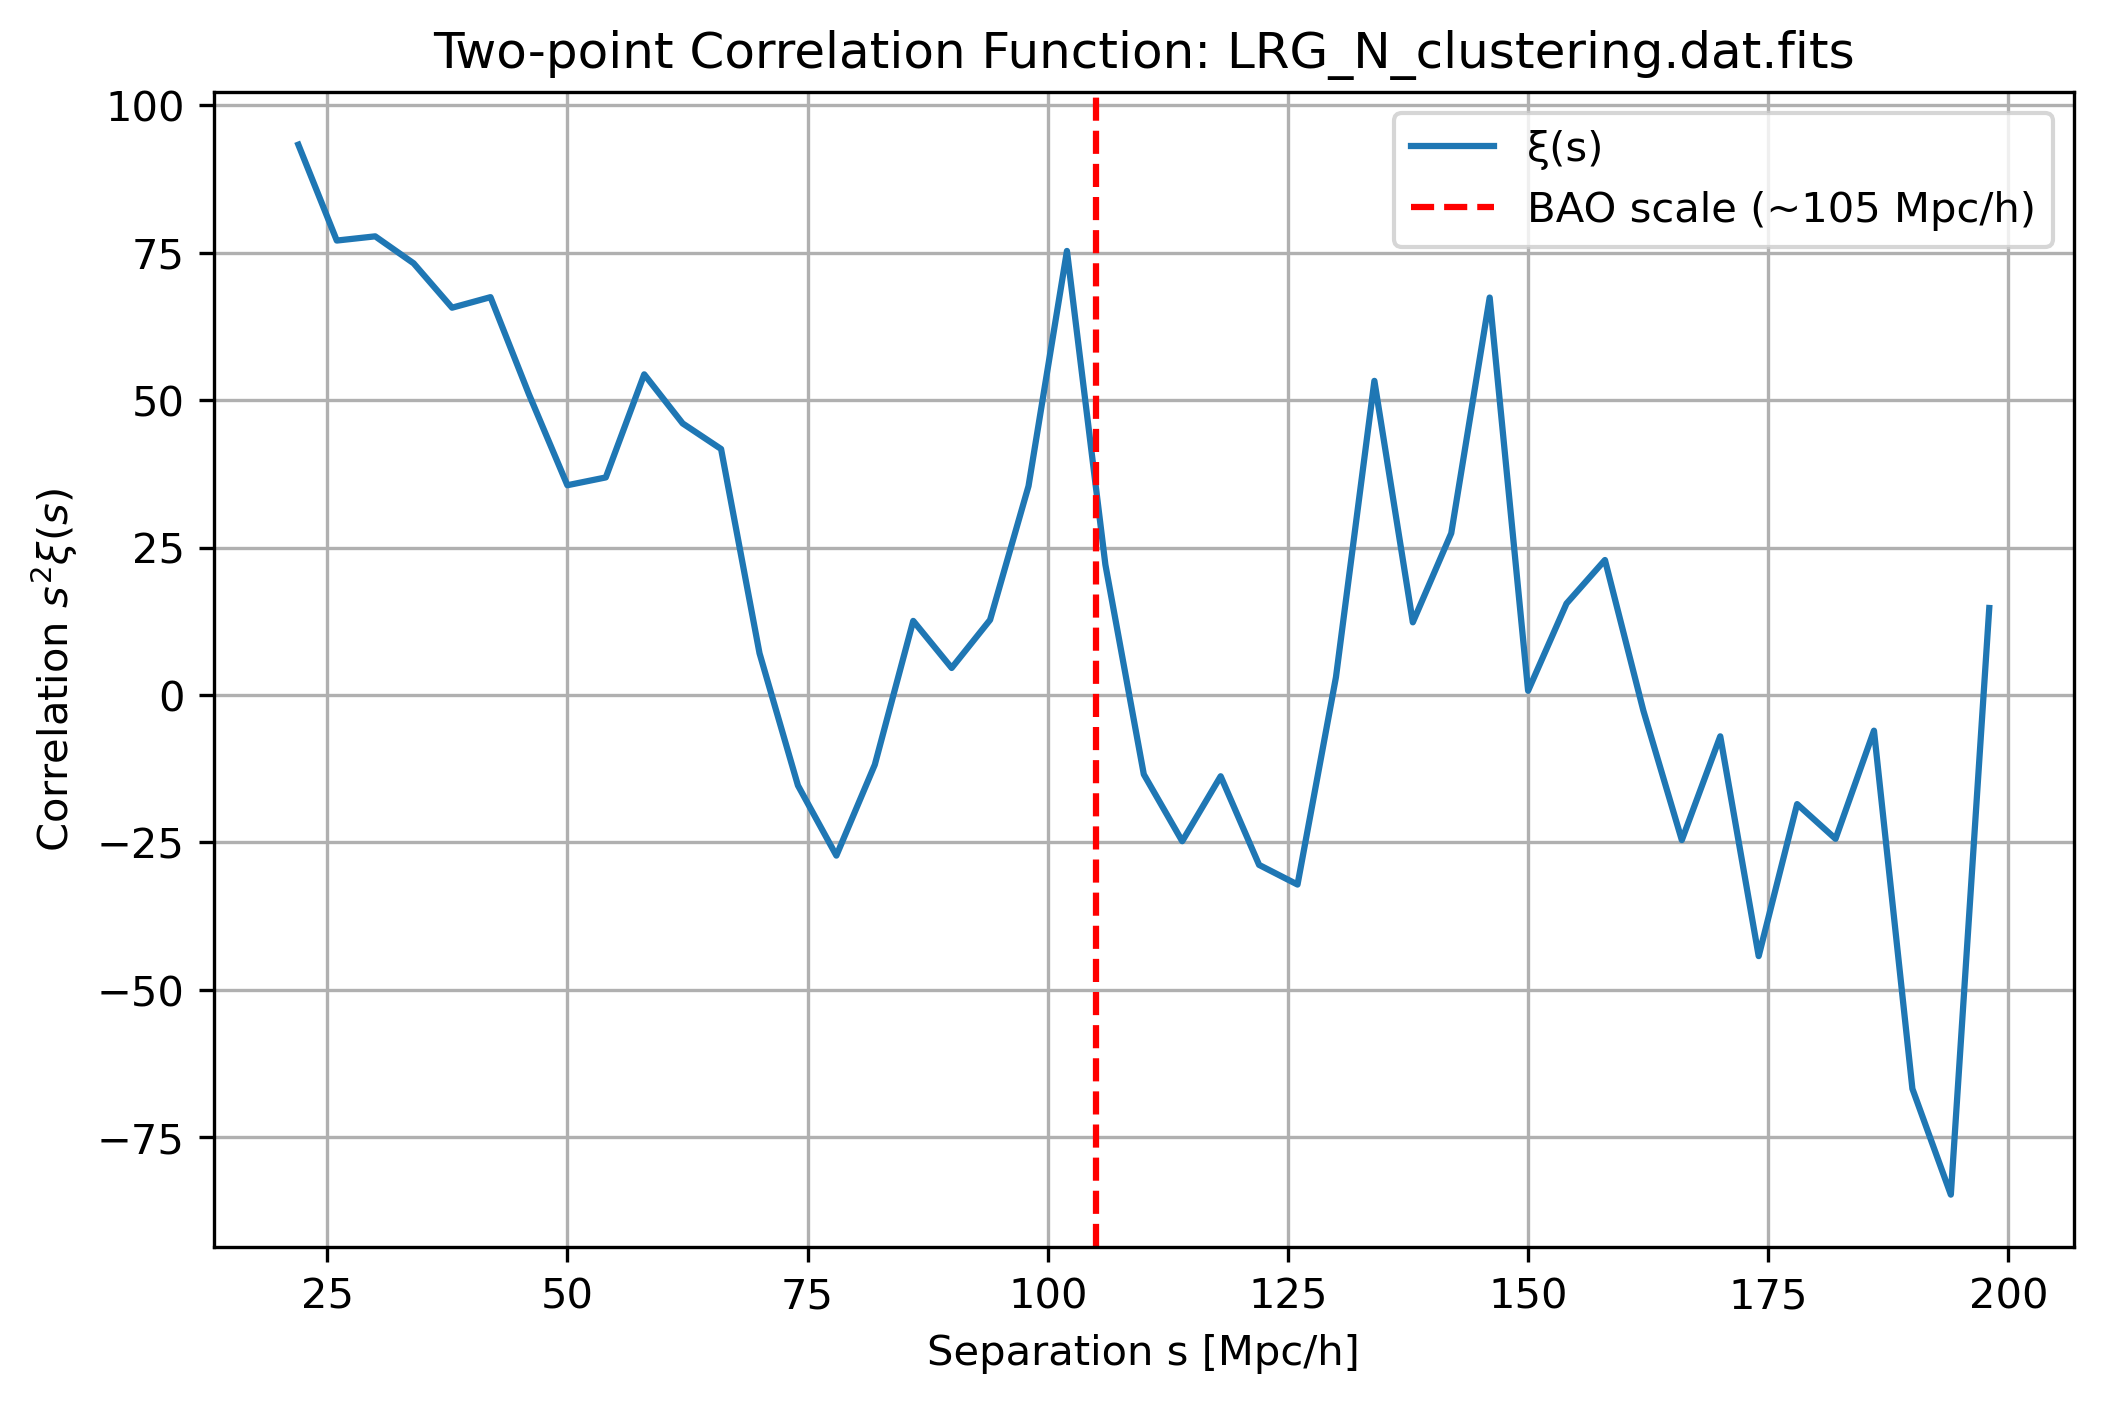 Two-point Correlation Function: LRG_N_clustering.dat.fits
ξ(s)
BAO scale (~105 Mpc/h)
Correlation s²ξ(s)
100
75
50
25
0
−25
−50
−75
25 50 75 100 125 150 175 200
Separation s [Mpc/h]